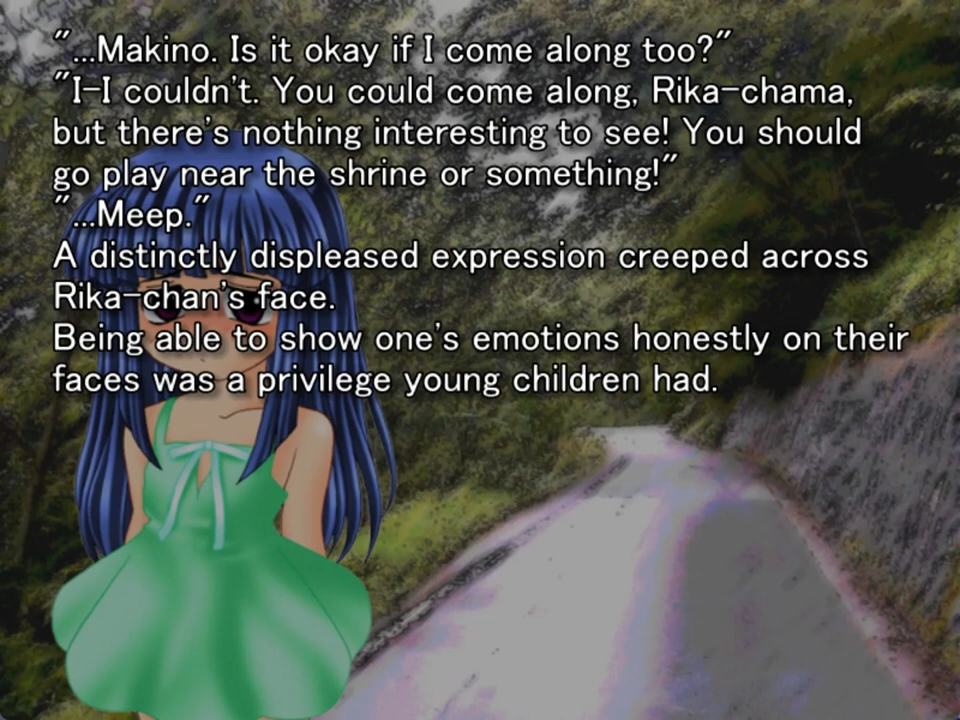 "...Makino. Is it okay if I come along too?"
"I-I couldn't. You could come along, Rika-chama,
but there's nothing interesting to see! You should
go play near the shrine or something!"
"...Meep."
A distinctly displeased expression creeped across
Rika-chan's face.
Being able to show one's emotions honestly on their
faces was a privilege young children had.